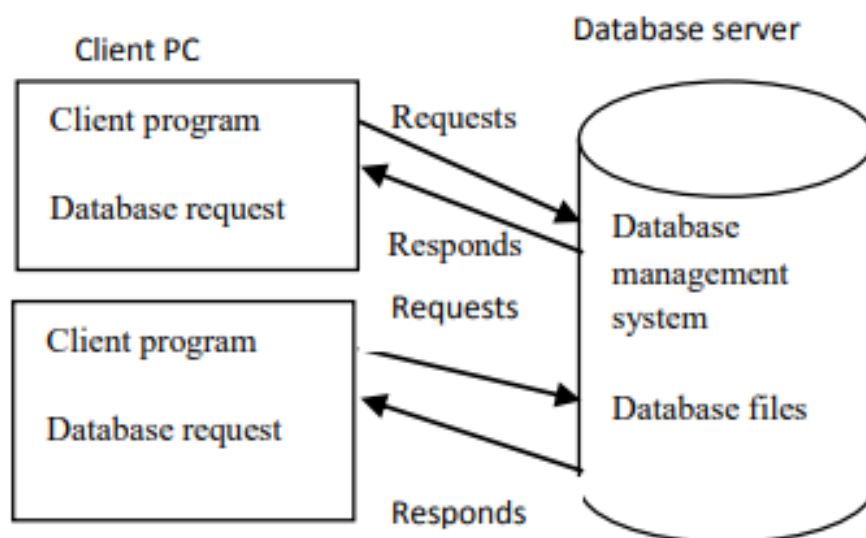 Client PC
Database server
Client program
Database request
Requests
Responds
Database
management
system
Database files
Client program
Database request
Requests
Responds